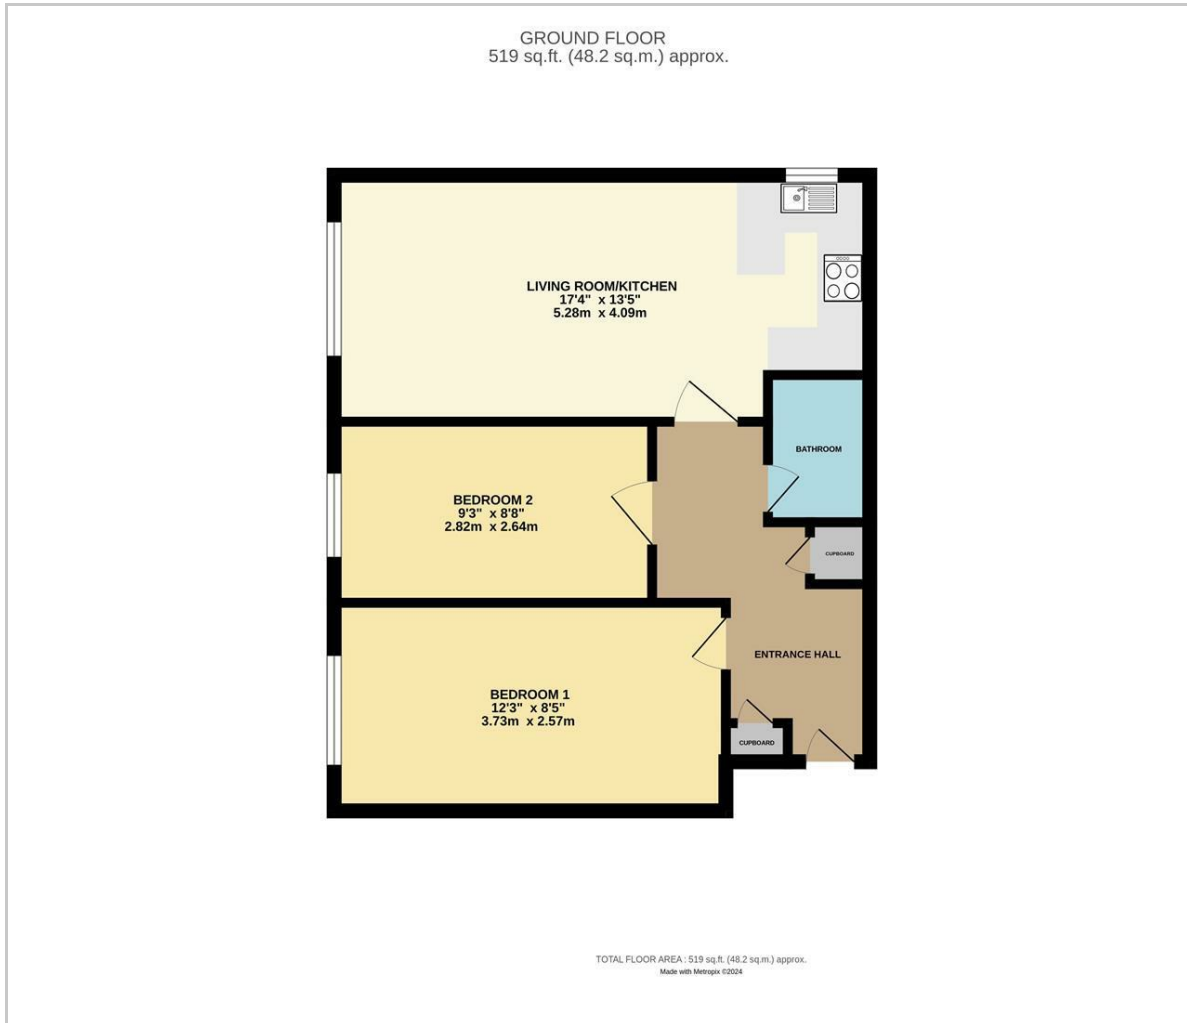 GROUND FLOOR
519 sq.ft. (48.2 sq.m.) approx.
LIVING ROOM/KITCHEN
17'4" x 13'5"
5.28m x 4.09m
BATHROOM
BEDROOM 2
9'3" x 8'8"
2.82m x 2.64m
CUPBOARD
ENTRANCE HALL
BEDROOM 1
12'3" x 8'5"
3.73m x 2.57m
CUPBOARD
TOTAL FLOOR AREA : 519 sq.ft. (48.2 sq.m.) approx.
Made with Metropix ©2024